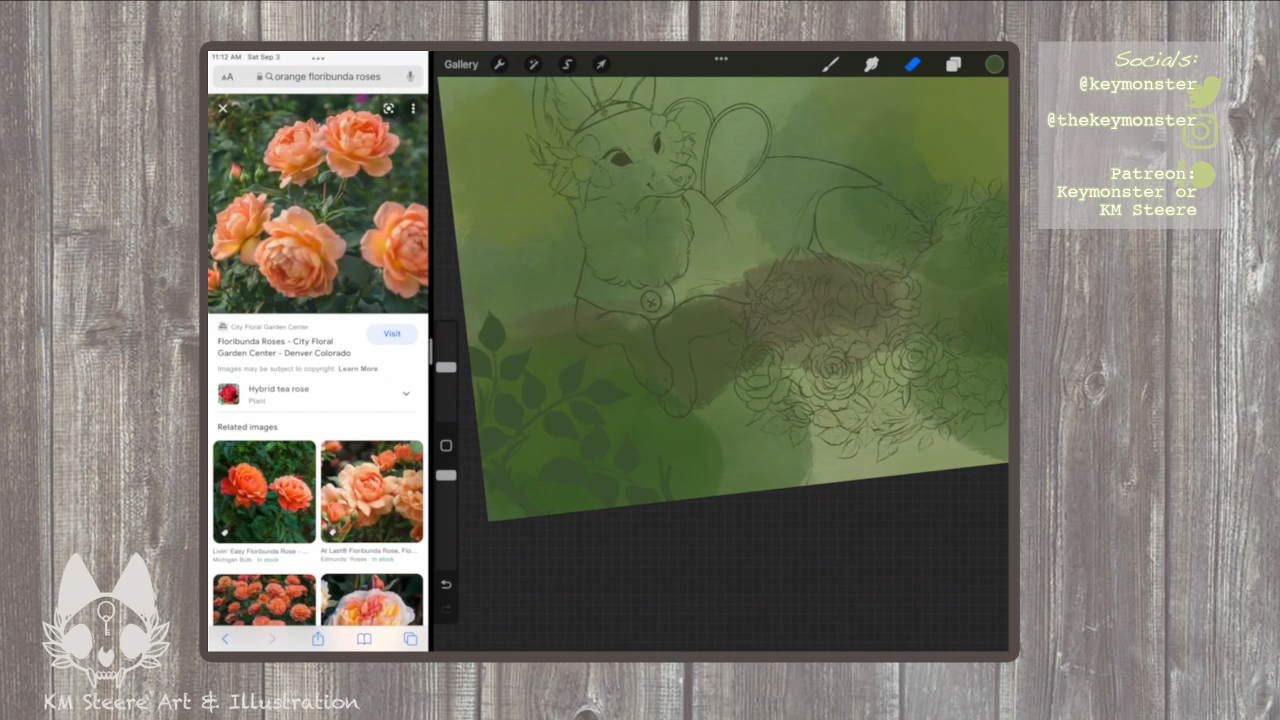 11:12 AM Sat Sep 3
AA orange floribunda roses
City Floral Garden Center
Floribunda Roses - City Floral
Garden Center - Denver Colorado
Visit
Images may be subject to copyright. Learn More
Hybrid tea rose
Plant
Related images
Livin' Easy Floribunda Rose - ...
Michigan Bulb · In stock
At Last® Floribunda Rose, Flo...
Edmunds' Roses · In stock
Gallery
Socials:
@keymonster
@thekeymonster
Patreon:
Keymonster or
KM Steere
KM Steere Art & Illustration